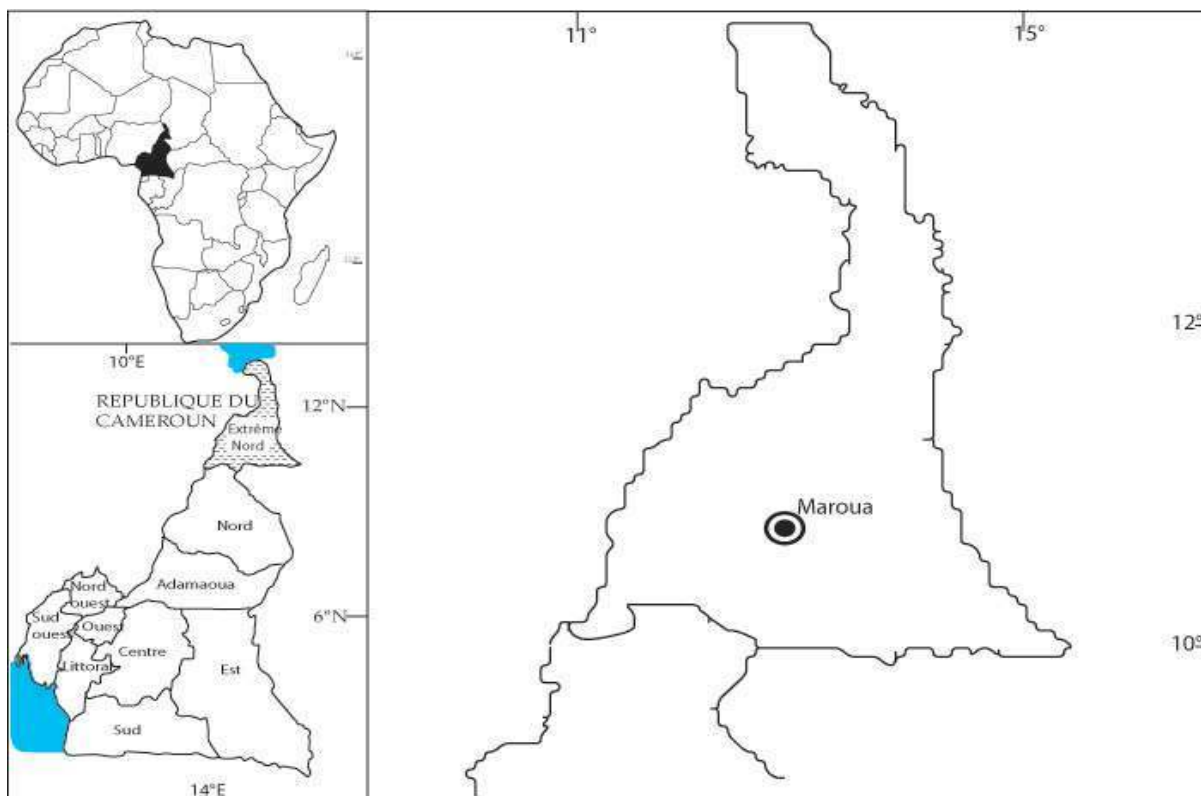 10°E
REPUBLIQUE DU
CAMEROUN
12°N
Extrême
Nord
Nord
Adamaoua
Nord
ouest
Sud
ouest
Ouest
6°N
Centre
Littoral
Est
Sud
14°E
11°
15°
12°
Maroua
10°